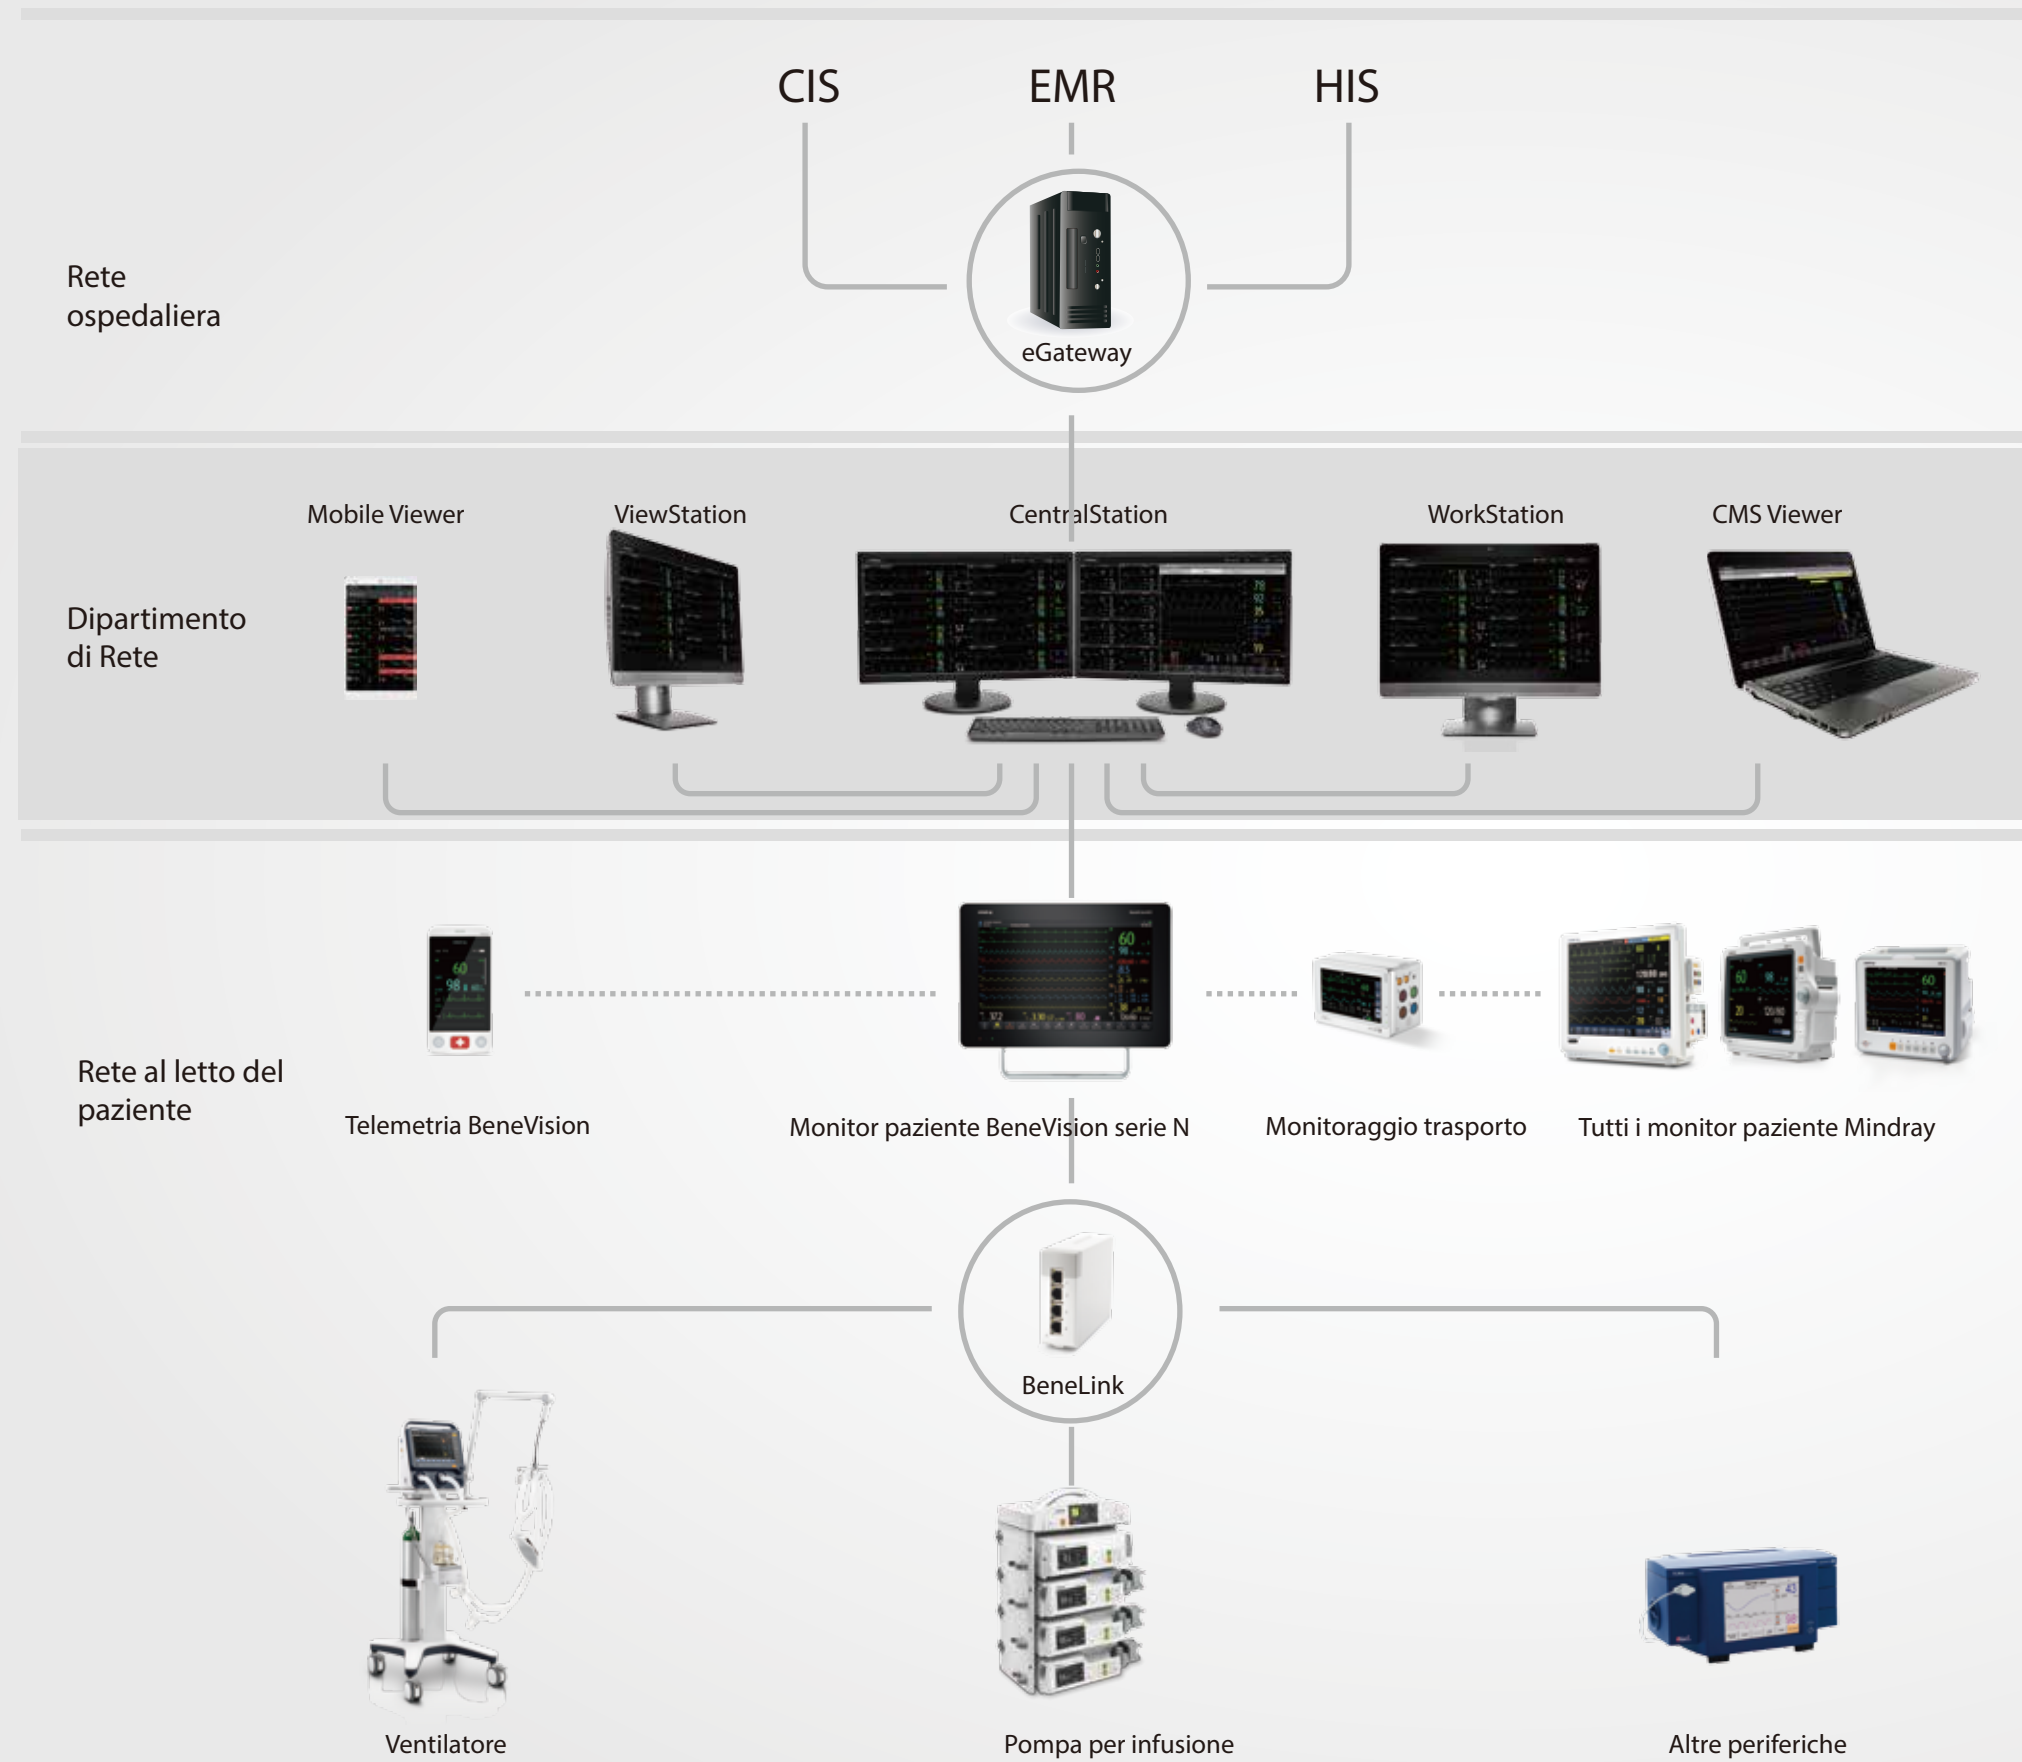 CIS
EMR
HIS
Rete
ospedaliera
eGateway
Mobile Viewer
ViewStation
CentralStation
WorkStation
CMS Viewer
Dipartimento
di Rete
Rete al letto del
paziente
Telemetria BeneVision
Monitor paziente BeneVision serie N
Monitoraggio trasporto
Tutti i monitor paziente Mindray
BeneLink
Ventilatore
Pompa per infusione
Altre periferiche